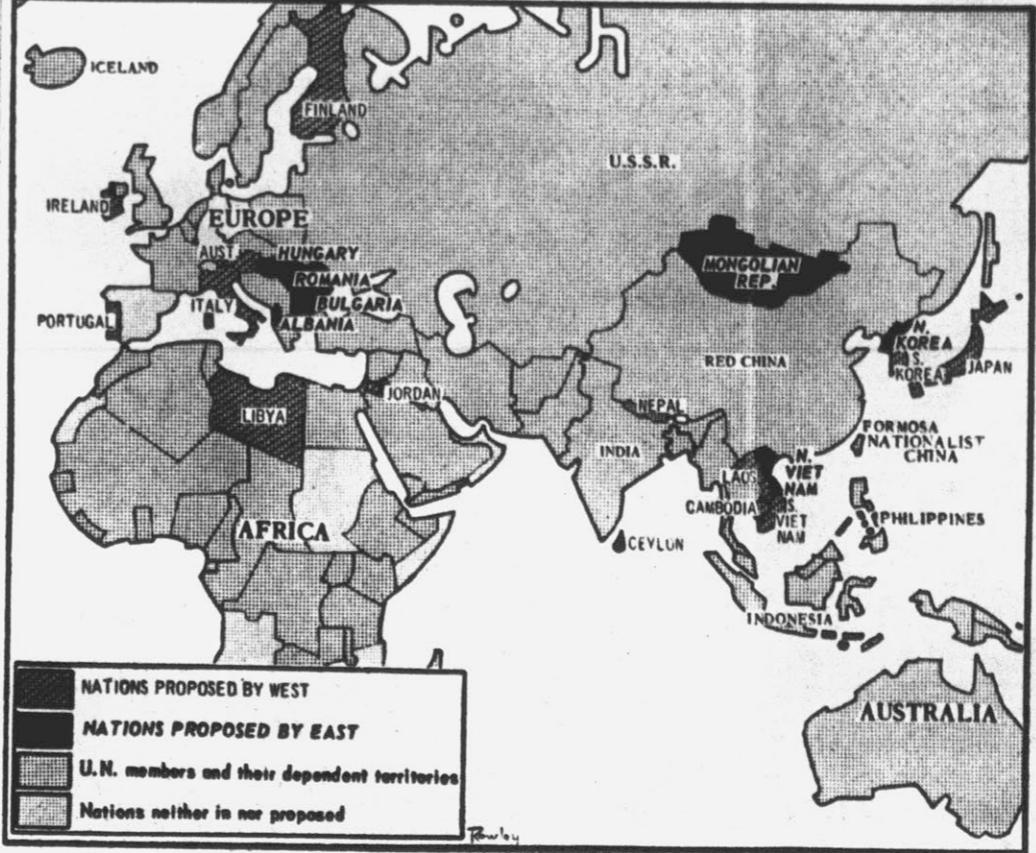 ICELAND
FINLAND
U.S.S.R.
IRELAND
EUROPE
AUST.
HUNGARY
ROMANIA
BULGARIA
ITALY
ALBANIA
PORTUGAL
MONGOLIAN
REP.
N.
KOREA
S.
KOREA
JAPAN
RED CHINA
JORDAN
LIBYA
NEPAL
INDIA
FORMOSA
NATIONALIST
CHINA
LAOS
N.
VIET
NAM
CAMBODIA
S.
VIET
NAM
PHILIPPINES
AFRICA
CEYLON
INDONESIA
AUSTRALIA
NATIONS PROPOSED BY WEST
NATIONS PROPOSED BY EAST
U.N. members and their dependent territories
Nations neither in nor proposed